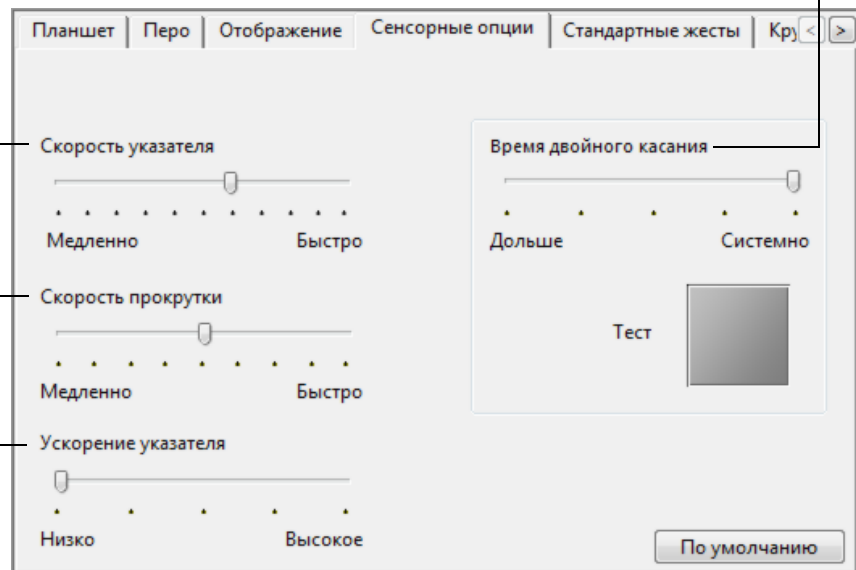 Планшет Перо Отображение Сенсорные опции Стандартные жесты Кру < >
Скорость указателя
Медленно Быстро
Скорость прокрутки
Медленно Быстро
Ускорение указателя
Низко Высокое
Время двойного касания
Дольше Системно
Тест
По умолчанию